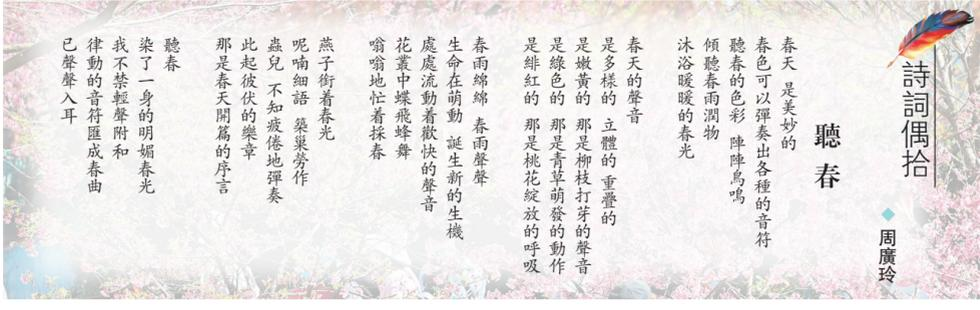 詩詞偶拾
聽春
周廣玲
春天 是美妙的
春色可以彈奏出各種的音符
聽春的色彩 陣陣鳥鳴
傾聽春雨潤物
沐浴暖暖的春光
春天的聲音
是多樣的 立體的 重疊的
是嫩黃的 那是柳枝打芽的聲音
是綠色的 那是青草萌發的動作
是緋紅的 那是桃花綻放的呼吸
春雨綿綿 春雨聲聲
生命在萌動 誕生新的生機
處處流動着歡快的聲音
花叢中蝶飛蜂舞
嗡嗡地忙着採春
燕子銜着春光
呢喃細語 築巢勞作
蟲兒 不知疲倦地彈奏
此起彼伏的樂章
那是春天開篇的序言
聽春
染了一身的明媚春光
我不禁輕聲附和
律動的音符匯成春曲
已聲聲入耳